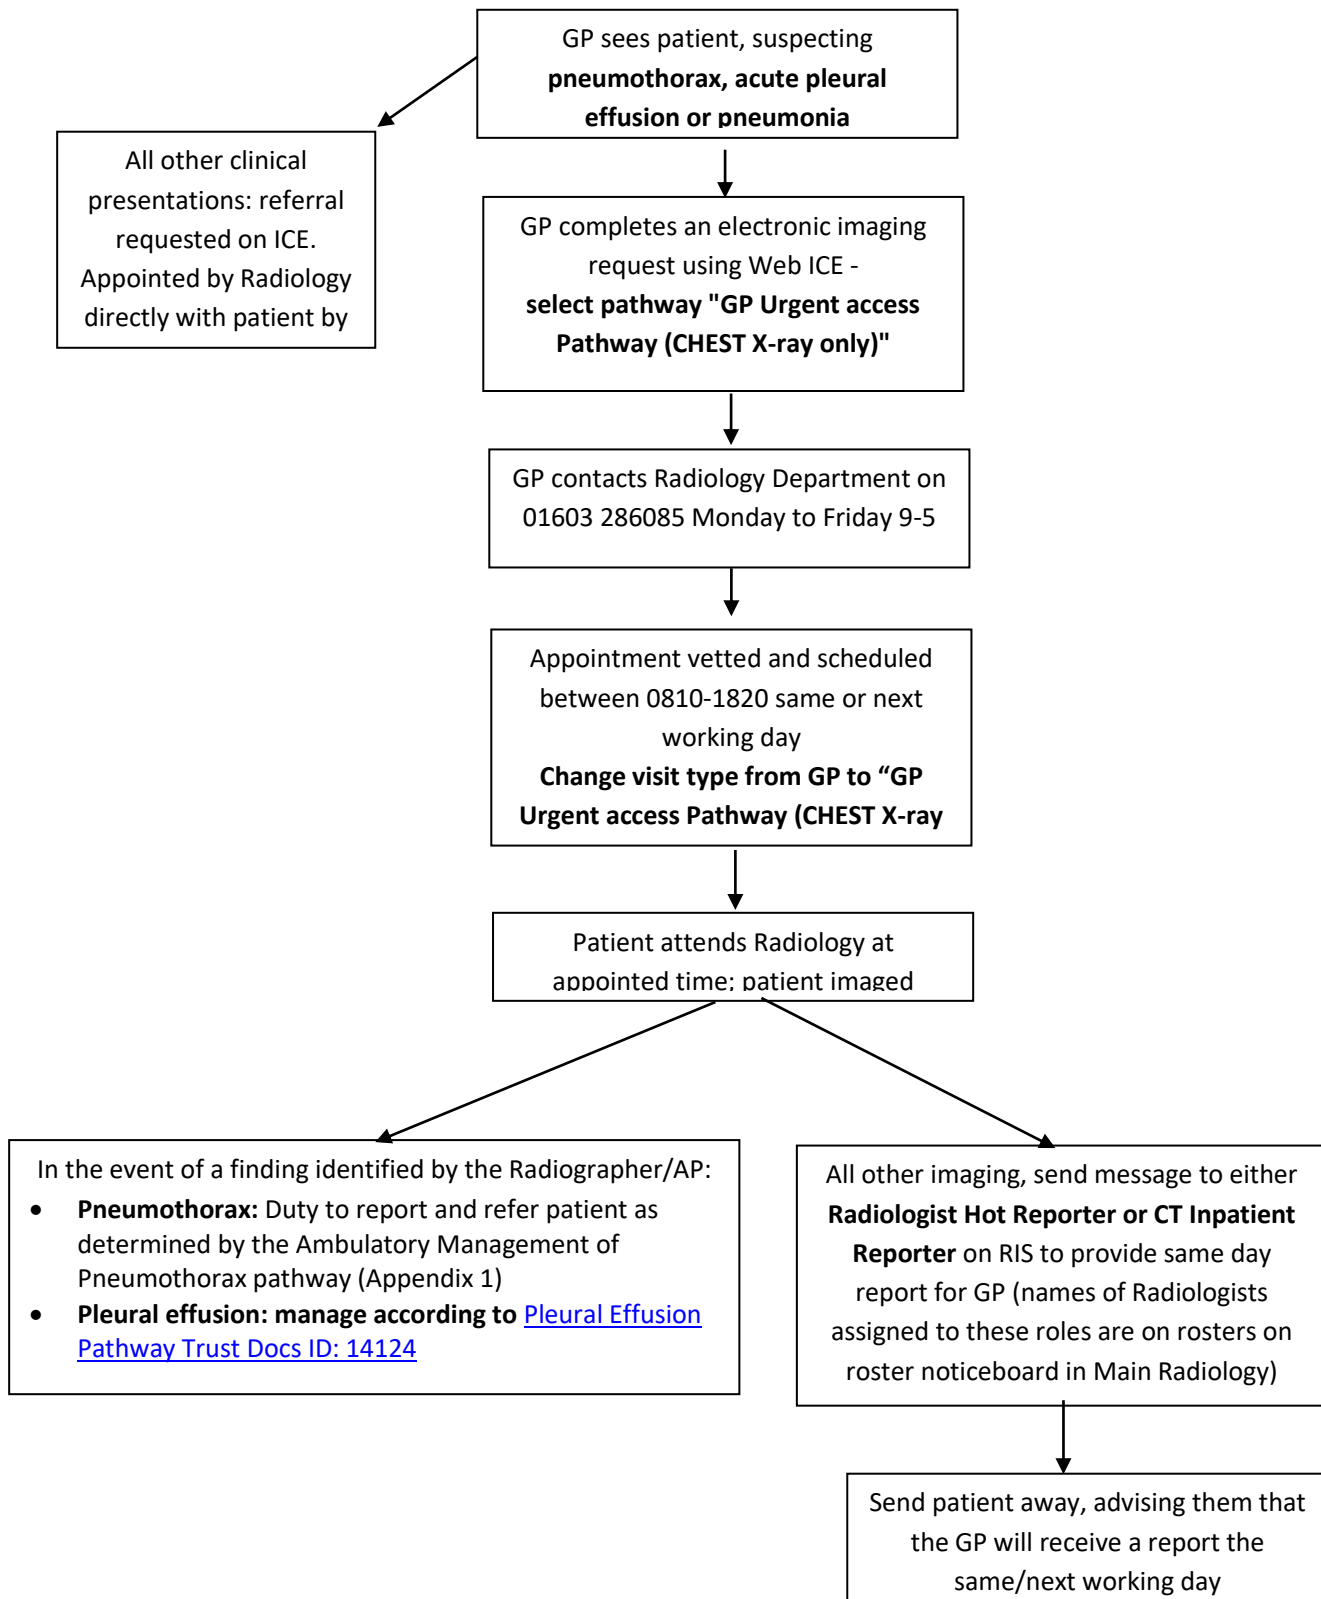 GP sees patient, suspecting
pneumothorax, acute pleural
effusion or pneumonia
All other clinical
presentations: referral
requested on ICE.
Appointed by Radiology
directly with patient by
GP completes an electronic imaging
request using Web ICE -
select pathway "GP Urgent access
Pathway (CHEST X-ray only)"
GP contacts Radiology Department on
01603 286085 Monday to Friday 9-5
Appointment vetted and scheduled
between 0810-1820 same or next
working day
Change visit type from GP to “GP
Urgent access Pathway (CHEST X-ray
Patient attends Radiology at
appointed time; patient imaged
In the event of a finding identified by the Radiographer/AP:
• Pneumothorax: Duty to report and refer patient as
determined by the Ambulatory Management of
Pneumothorax pathway (Appendix 1)
• Pleural effusion: manage according to Pleural Effusion
Pathway Trust Docs ID: 14124
All other imaging, send message to either
Radiologist Hot Reporter or CT Inpatient
Reporter on RIS to provide same day
report for GP (names of Radiologists
assigned to these roles are on rosters on
roster noticeboard in Main Radiology)
Send patient away, advising them that
the GP will receive a report the
same/next working day